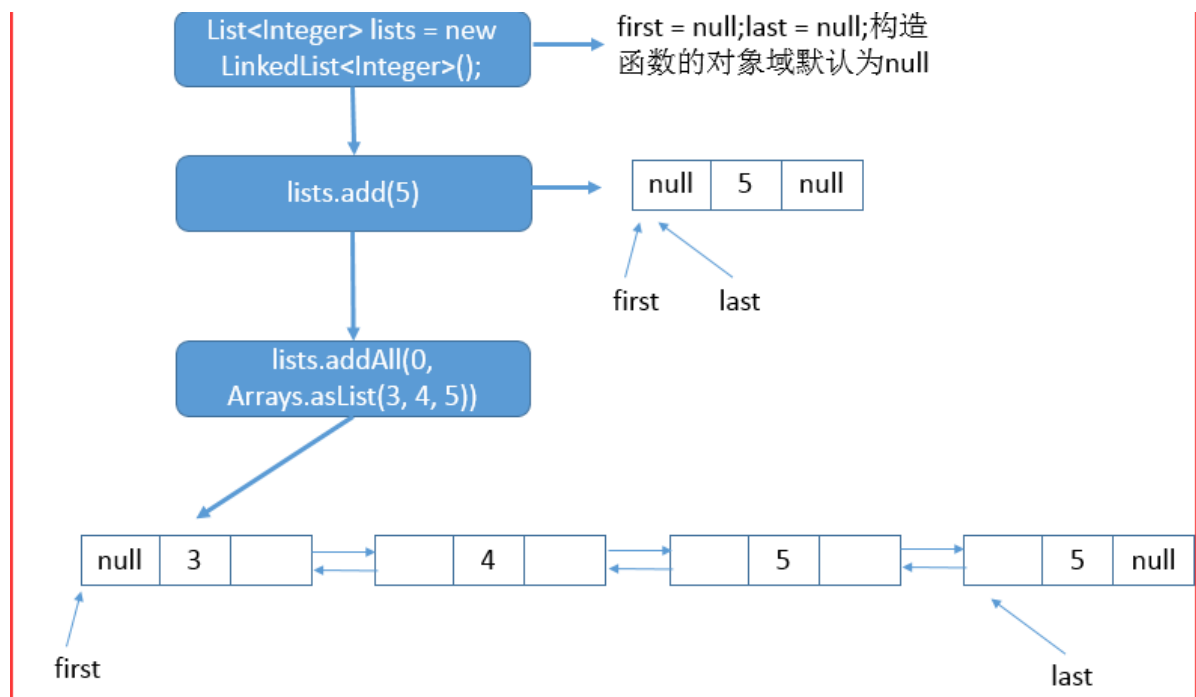 List<Integer> lists = new
LinkedList<Integer>();
first = null;last = null;构造
函数的对象域默认为null
lists.add(5)
null 5 null
first last
lists.addAll(0,
Arrays.asList(3, 4, 5))
null 3 4 5 5 null
first
last